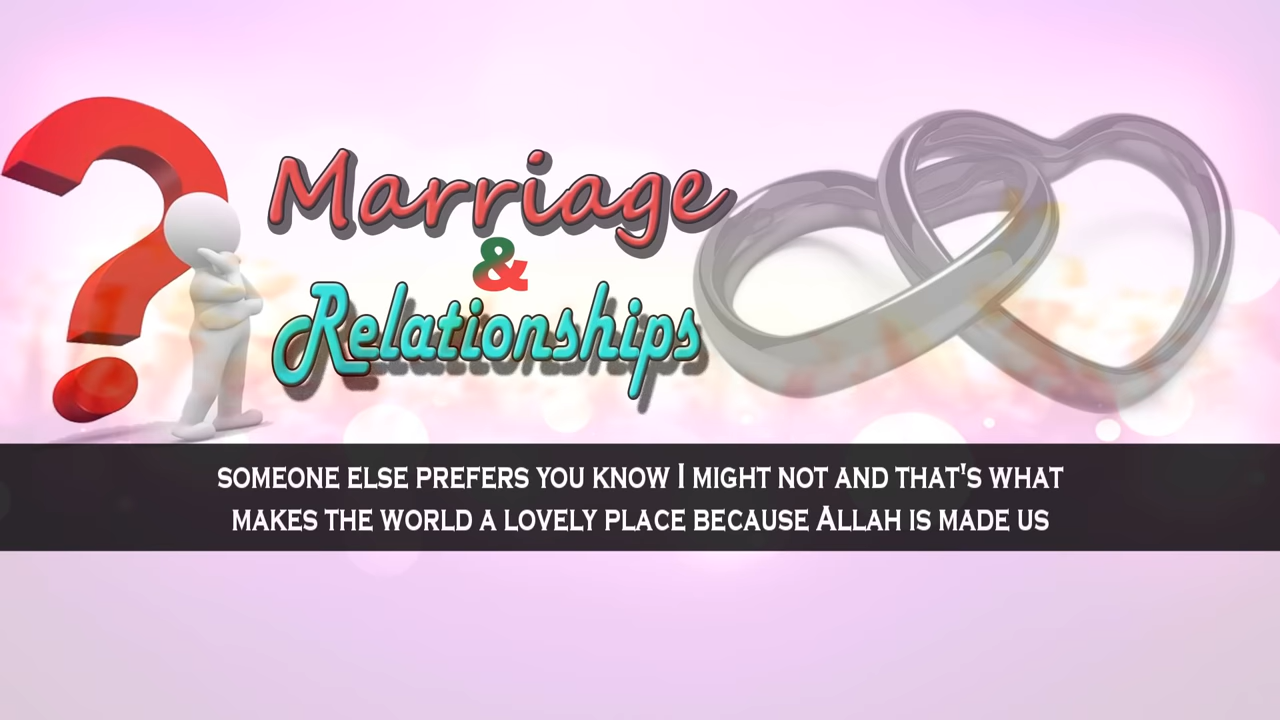 Marriage
&
Relationships
SOMEONE ELSE PREFERS YOU KNOW I MIGHT NOT AND THAT'S WHAT
MAKES THE WORLD A LOVELY PLACE BECAUSE ALLAH IS MADE US